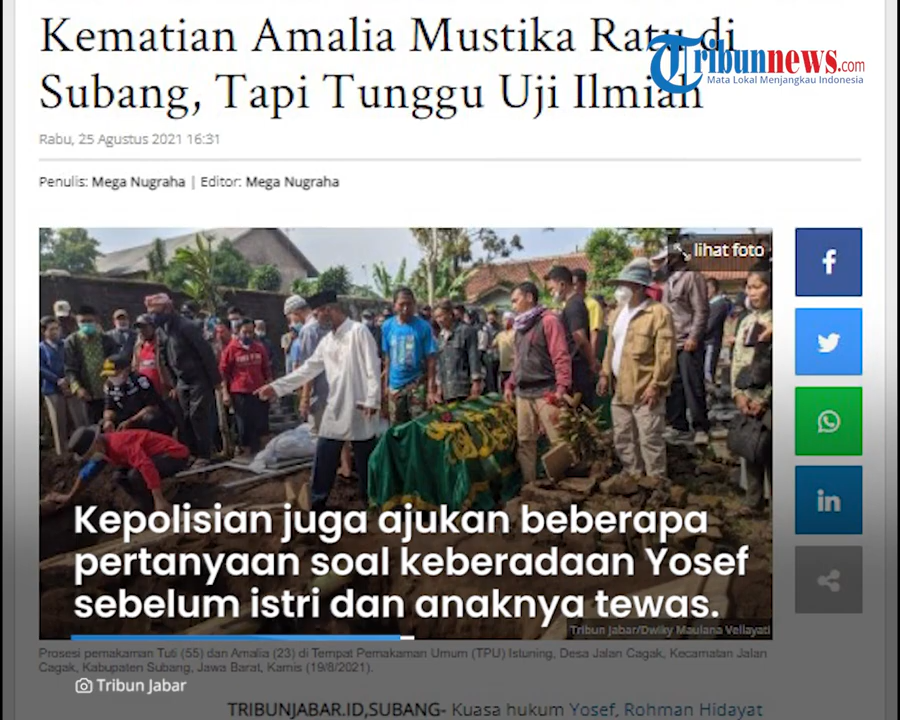 Kematian Amalia Mustika Ratu di
Subang, Tapi Tunggu Uji Ilmiah
Tribunnews.com
Mata Lokal Menjangkau Indonesia
Rabu, 25 Agustus 2021 16:31
Penulis: Mega Nugraha | Editor: Mega Nugraha
lihat foto
f
in
Kepolisian juga ajukan beberapa
pertanyaan soal keberadaan Yosef
sebelum istri dan anaknya tewas.
Tribun Jabar/Dwiky Maulana Vellayati
Prosesi pemakaman Tuti (55) dan Amalia (23) di Tempat Pemakaman Umum (TPU) Istuning, Desa Jalan Cagak, Kecamatan Jalan
Cagak, Kabupaten Subang, Jawa Barat, Kamis (19/8/2021).
Tribun Jabar
TRIBUNJABAR.ID,SUBANG- Kuasa hukum Yosef, Rohman Hidayat